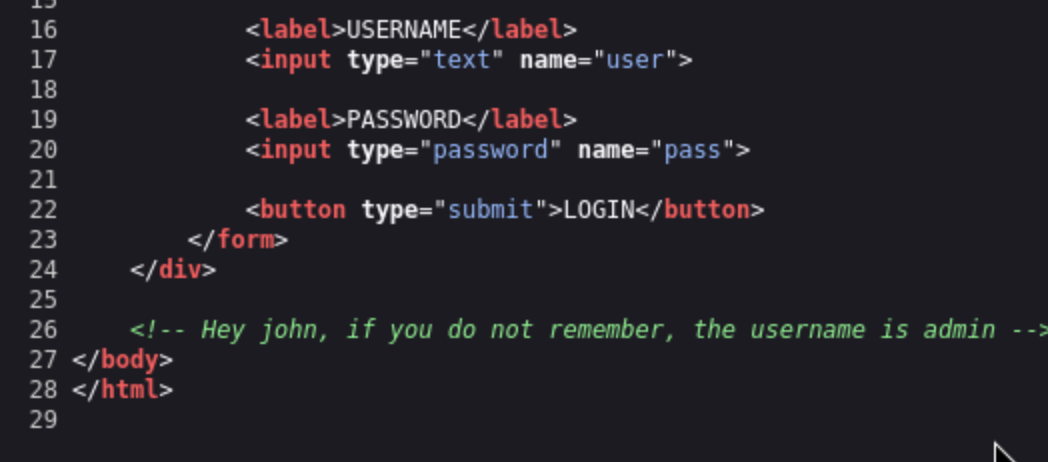 15
16 <label>USERNAME</label>
17 <input type="text" name="user">
18
19 <label>PASSWORD</label>
20 <input type="password" name="pass">
21
22 <button type="submit">LOGIN</button>
23 </form>
24 </div>
25
26 <!-- Hey john, if you do not remember, the username is admin -->
27 </body>
28 </html>
29